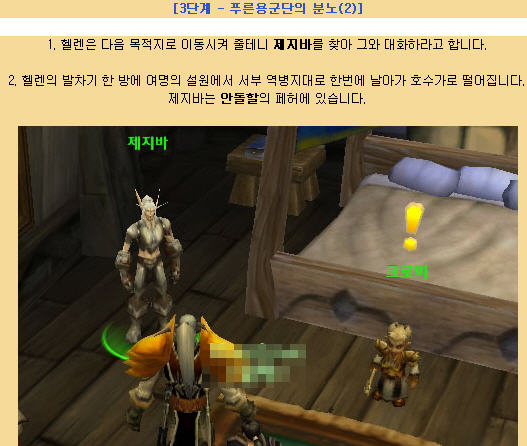 [3단계 - 푸른용군단의 분노(2)]
1. 헬렌은 다음 목적지로 이동시켜 줄테니 제지바를 찾아 그와 대화하라고 합니다.
2. 헬렌의 발차기 한 방에 여명의 설원에서 서부 역병지대로 한번에 날아가 호수가로 떨어집니다.
제지바는 안돌할의 폐허에 있습니다.
제지바